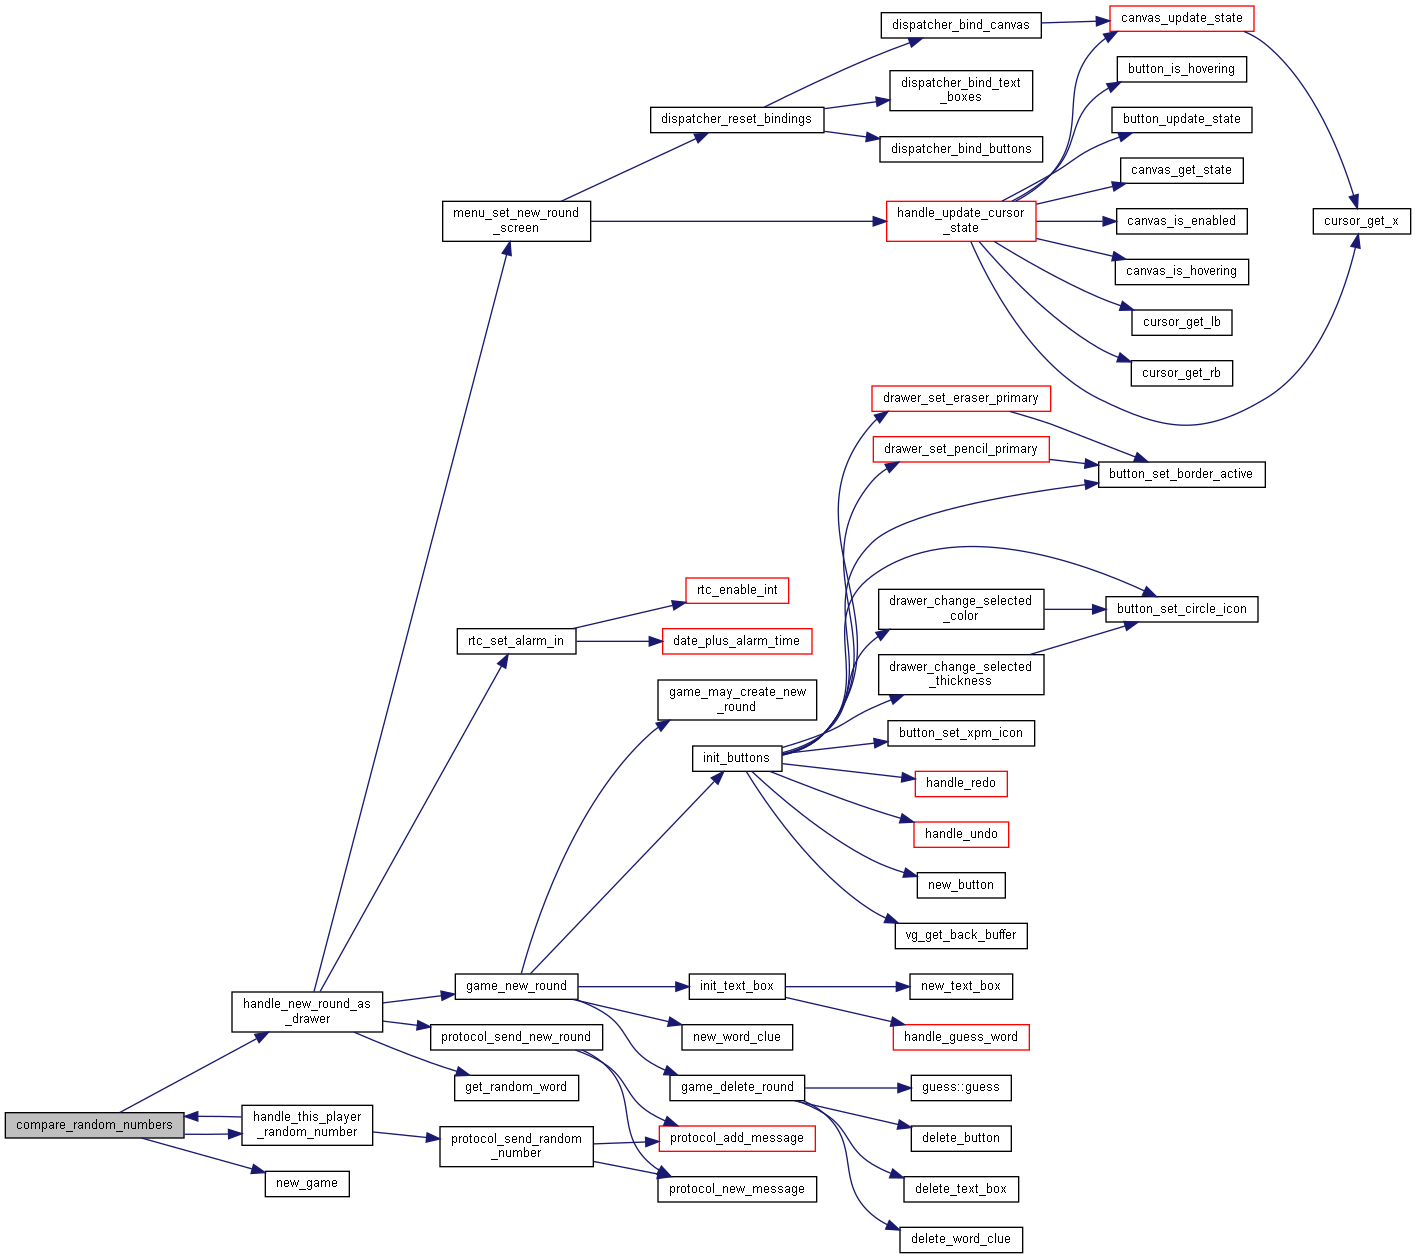 dispatcher_bind_canvas
canvas_update_state
button_is_hovering
dispatcher_bind_text
_boxes
dispatcher_reset_bindings
button_update_state
dispatcher_bind_buttons
canvas_get_state
menu_set_new_round
_screen
handle_update_cursor
_state
canvas_is_enabled
cursor_get_x
canvas_is_hovering
cursor_get_lb
cursor_get_rb
drawer_set_eraser_primary
drawer_set_pencil_primary
button_set_border_active
rtc_enable_int
drawer_change_selected
_color
button_set_circle_icon
rtc_set_alarm_in
date_plus_alarm_time
drawer_change_selected
_thickness
game_may_create_new
_round
button_set_xpm_icon
init_buttons
handle_redo
handle_undo
new_button
vg_get_back_buffer
game_new_round
init_text_box
new_text_box
handle_new_round_as
_drawer
protocol_send_new_round
new_word_clue
handle_guess_word
get_random_word
game_delete_round
guess::guess
compare_random_numbers
handle_this_player
_random_number
protocol_send_random
_number
protocol_add_message
delete_button
new_game
protocol_new_message
delete_text_box
delete_word_clue